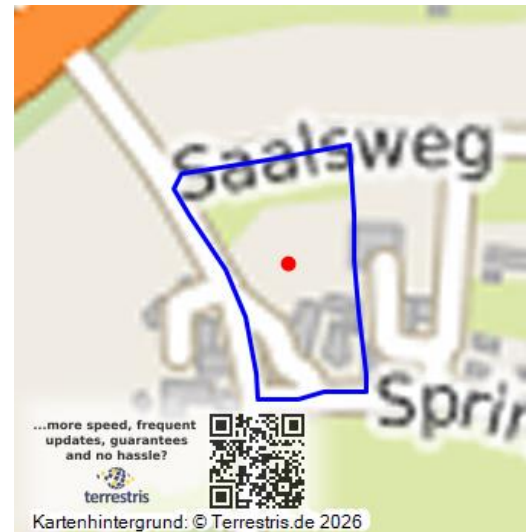 Saalsweg
Sprin
...more speed, frequent
updates, guarantees
and no hassle?
terrestris
Kartenhintergrund: © Terrestris.de 2026